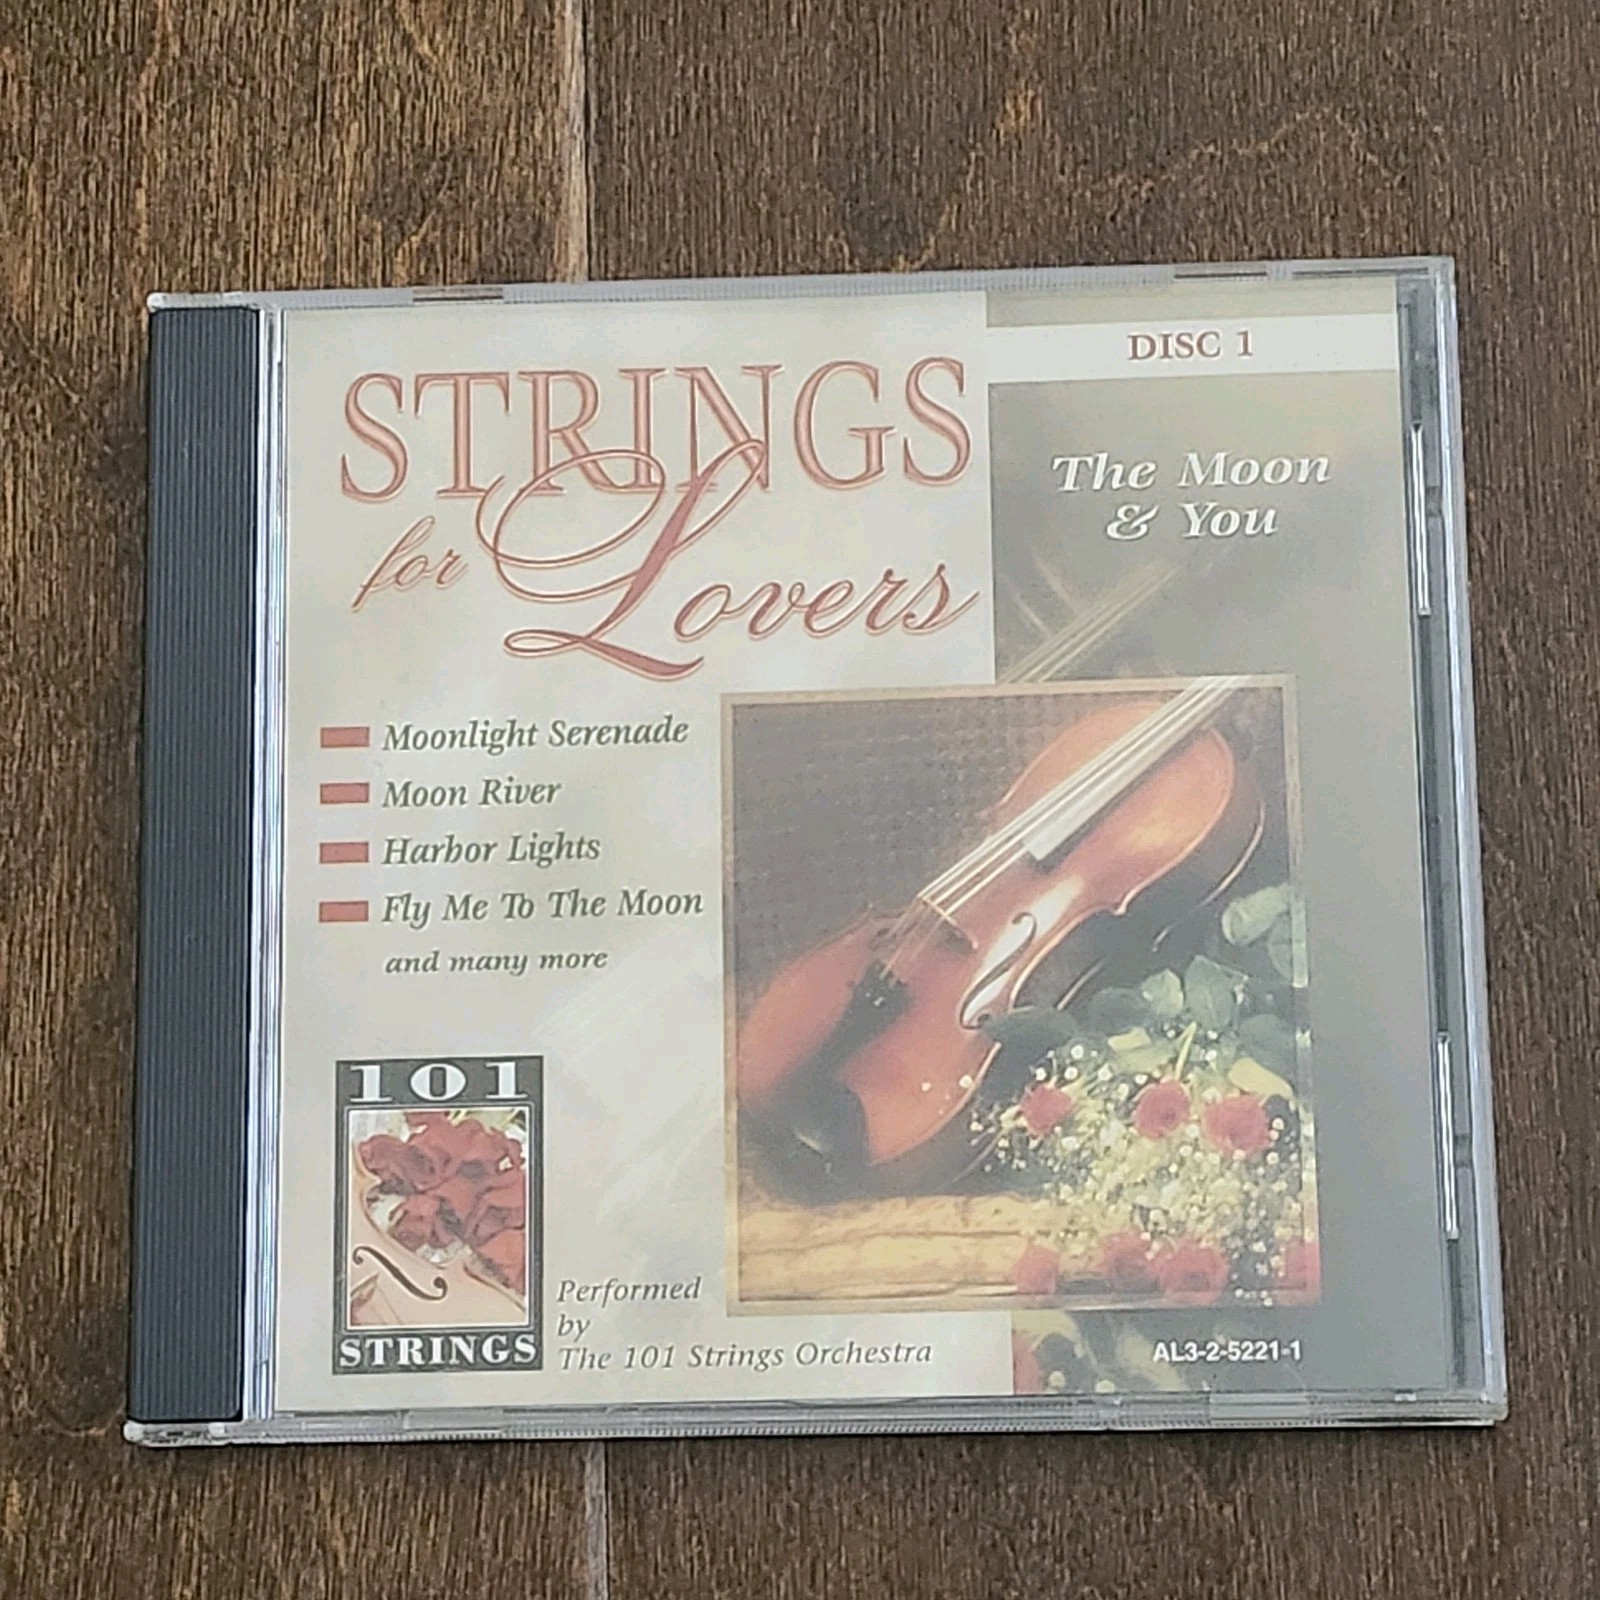 STRINGS
for Lovers
DISC 1
The Moon
& You
Moonlight Serenade
Moon River
Harbor Lights
Fly Me To The Moon
and many more
101
STRINGS
Performed
by
The 101 Strings Orchestra
AL3-2-5221-1